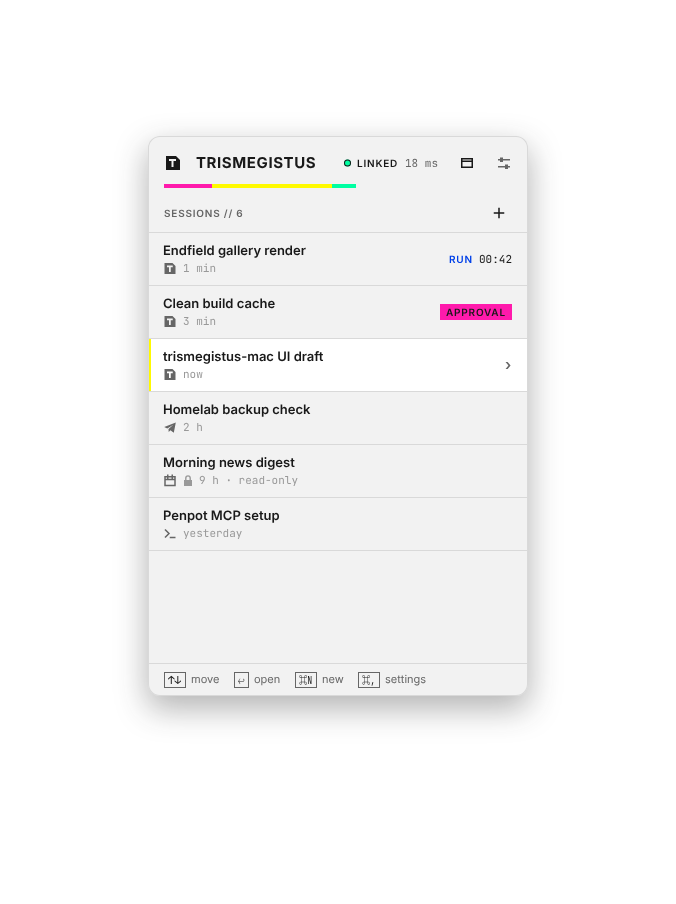 TRISMEGISTUS LINKED 18 ms
SESSIONS // 6 +
Endfield gallery render
1 min
RUN 00:42
Clean build cache
3 min
APPROVAL
trismegistus-mac UI draft
now
›
Homelab backup check
2 h
Morning news digest
9 h · read-only
Penpot MCP setup
yesterday
↑↓ move ↩ open ⌘N new ⌘, settings